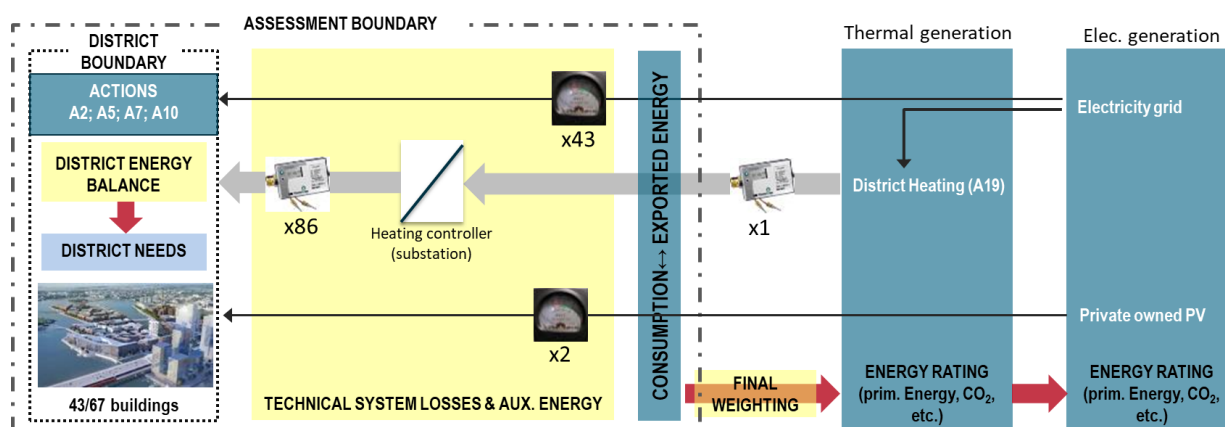 ASSESSMENT BOUNDARY
DISTRICT
BOUNDARY
ACTIONS
A2; A5; A7; A10
DISTRICT ENERGY
BALANCE
DISTRICT NEEDS
43/67 buildings
x43
x86
Heating controller
(substation)
x2
TECHNICAL SYSTEM LOSSES & AUX. ENERGY
CONSUMPTION↔EXPORTED ENERGY
x1
FINAL
WEIGHTING
Thermal generation
District Heating (A19)
ENERGY RATING
(prim. Energy, CO₂,
etc.)
Elec. generation
Electricity grid
Private owned PV
ENERGY RATING
(prim. Energy, CO₂,
etc.)